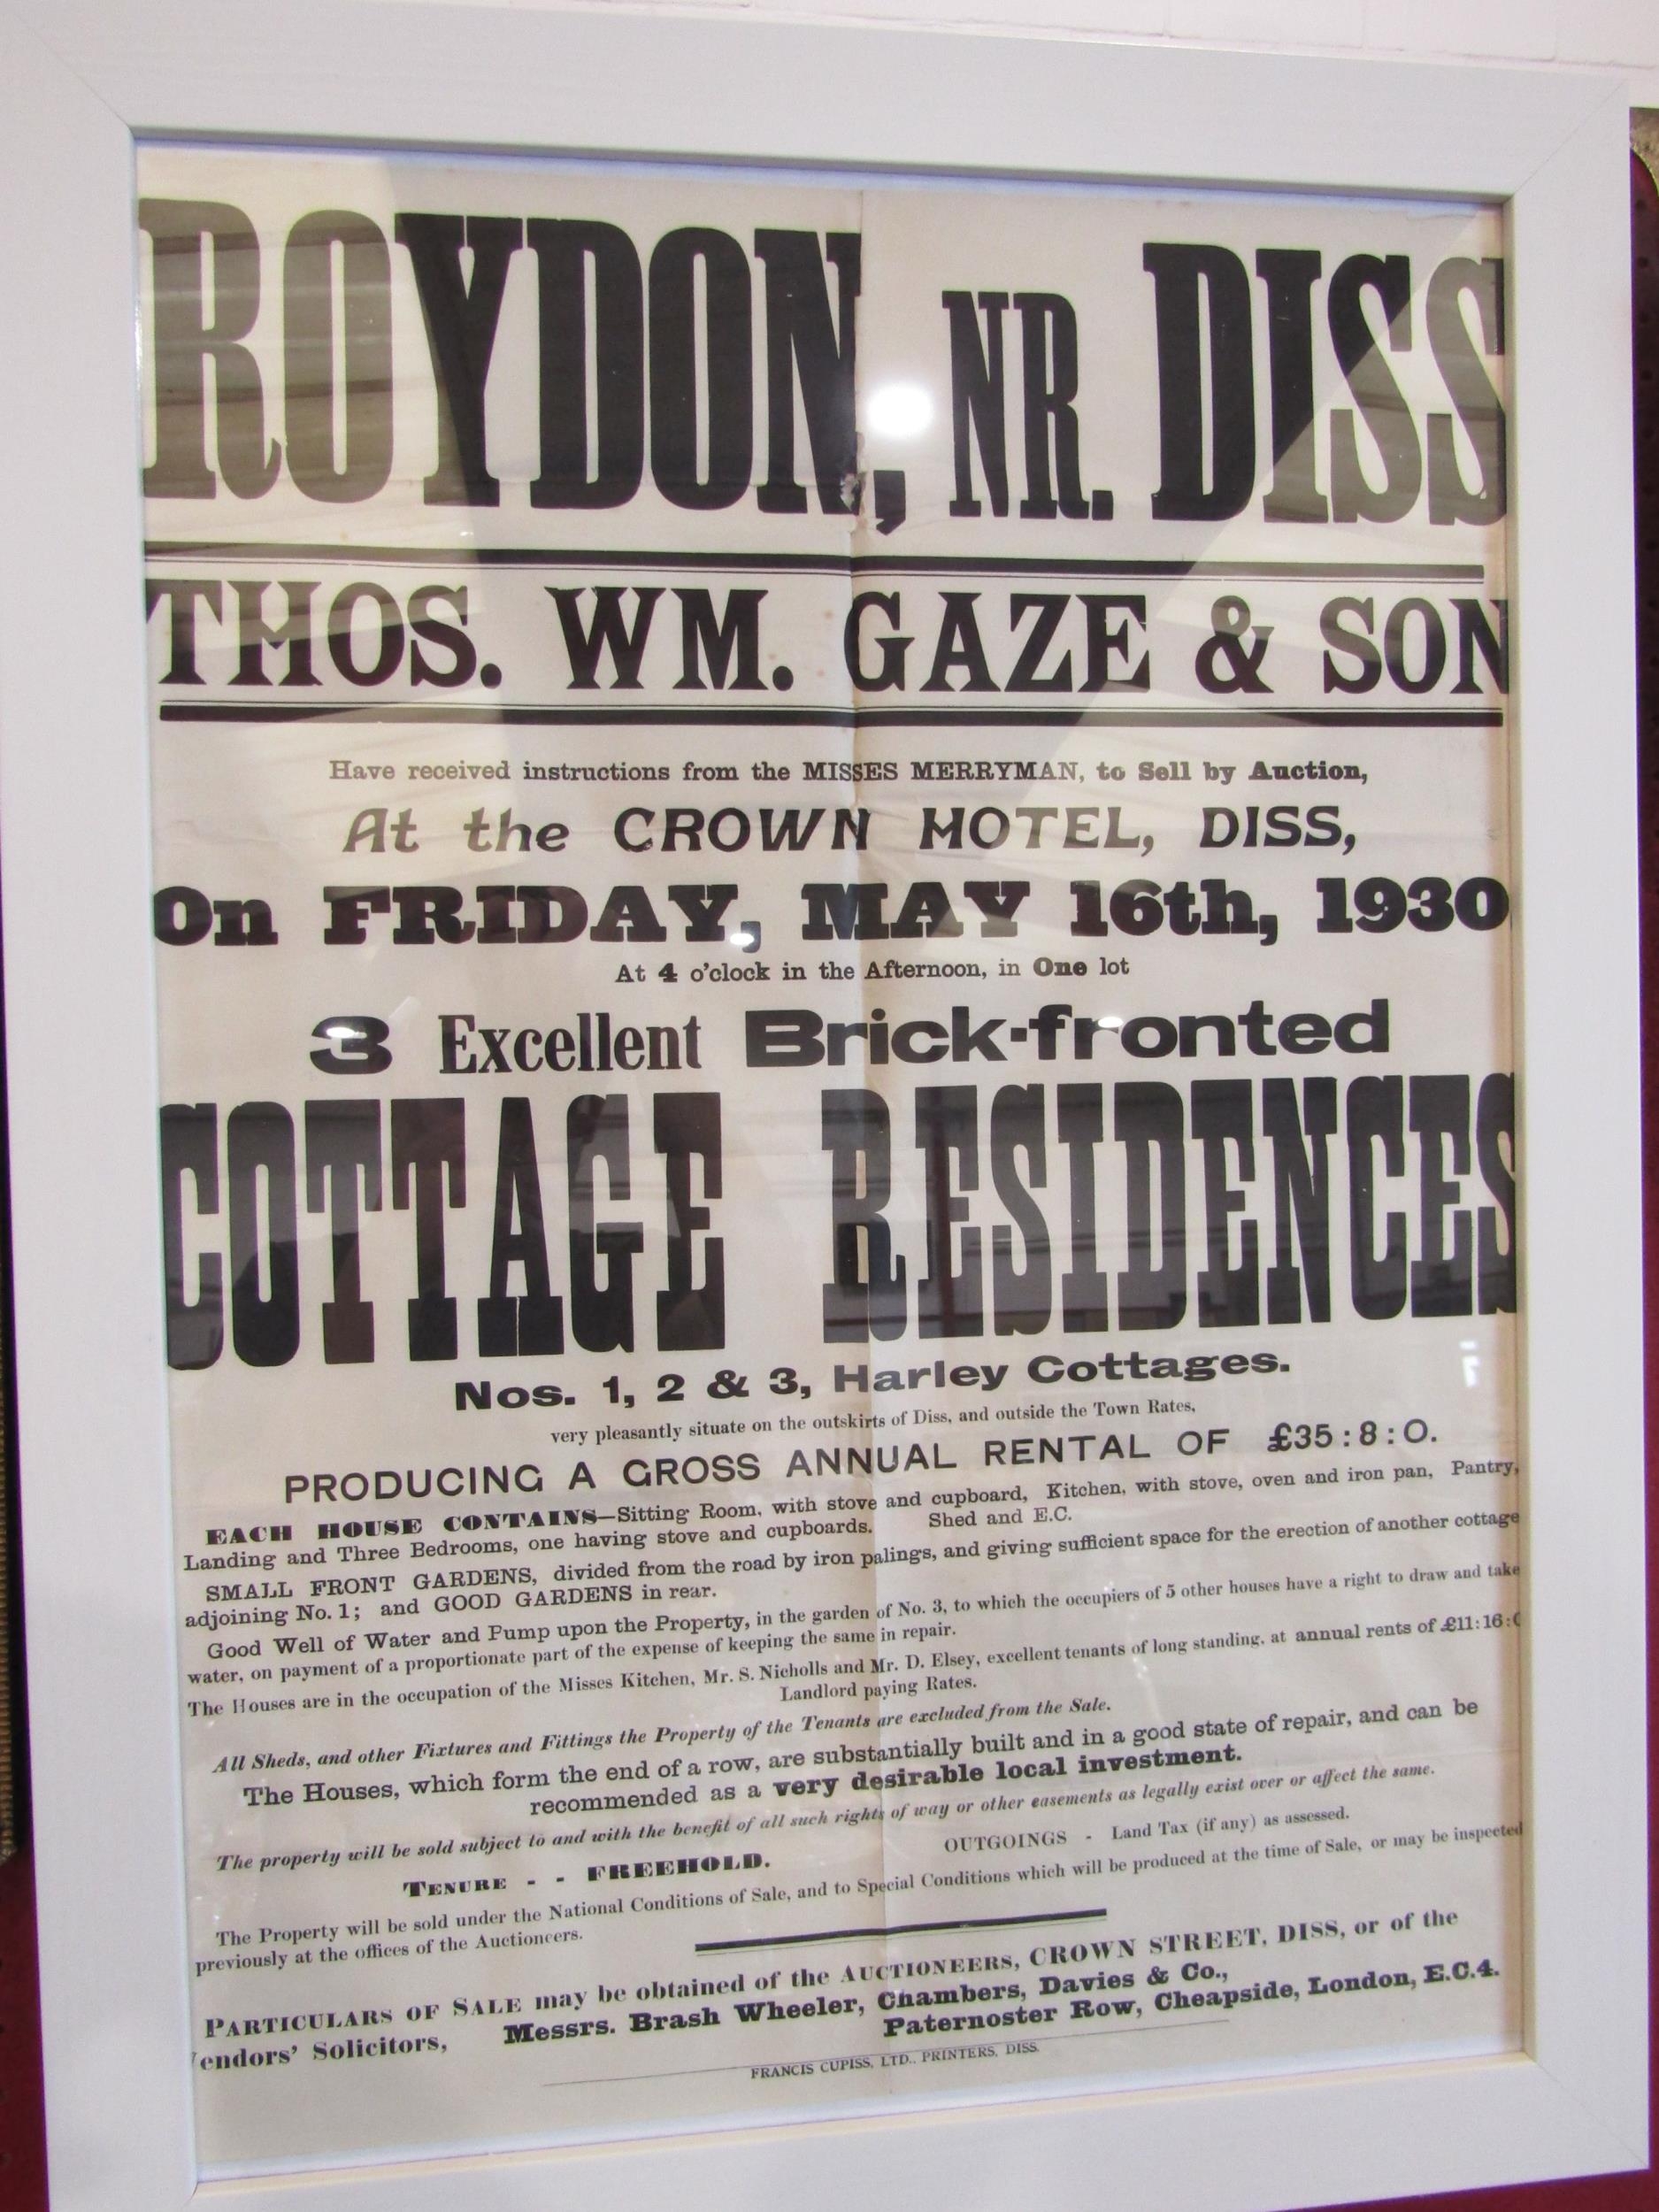 ROYDON, NR. DISS
THOS. WM. GAZE & SON
Have received instructions from the MISSES MERRYMAN, to Sell by Auction,
At the CROWN HOTEL, DISS,
On FRIDAY, MAY 16th, 1930
At 4 o'clock in the Afternoon, in One lot
3 Excellent Brick-fronted
COTTAGE RESIDENCES
Nos. 1, 2 & 3, Harley Cottages.
very pleasantly situate on the outskirts of Diss, and outside the Town Rates,
PRODUCING A GROSS ANNUAL RENTAL OF £35:8:0.
EACH HOUSE CONTAINS—Sitting Room, with stove and cupboard, Kitchen, with stove, oven and iron pan, Pantry,
Landing and Three Bedrooms, one having stove and cupboards. Shed and E.C.
SMALL FRONT GARDENS, divided from the road by iron palings, and giving sufficient space for the erection of another cottage
adjoining No. 1; and GOOD GARDENS in rear.
Good Well of Water and Pump upon the Property, in the garden of No. 3, to which the occupiers of 5 other houses have a right to draw and take
water, on payment of a proportionate part of the expense of keeping the same in repair.
The Houses are in the occupation of the Misses Kitchen, Mr. S. Nicholls and Mr. D. Elsey, excellent tenants of long standing, at annual rents of £11:16:0
Landlord paying Rates.
All Sheds, and other Fixtures and Fittings the Property of the Tenants are excluded from the Sale.
The Houses, which form the end of a row, are substantially built and in a good state of repair, and can be
recommended as a very desirable local investment.
The property will be sold subject to and with the benefit of all such rights of way or other easements as legally exist over or affect the same.
TENURE - - FREEHOLD. OUTGOINGS - Land Tax (if any) as assessed.
The Property will be sold under the National Conditions of Sale, and to Special Conditions which will be produced at the time of Sale, or may be inspected
previously at the offices of the Auctioneers.
PARTICULARS OF SALE may be obtained of the AUCTIONEERS, CROWN STREET, DISS, or of the
Vendors' Solicitors, Messrs. Brash Wheeler, Chambers, Davies & Co.,
Paternoster Row, Cheapside, London, E.C.4.
FRANCIS CUPISS, LTD., PRINTERS, DISS.